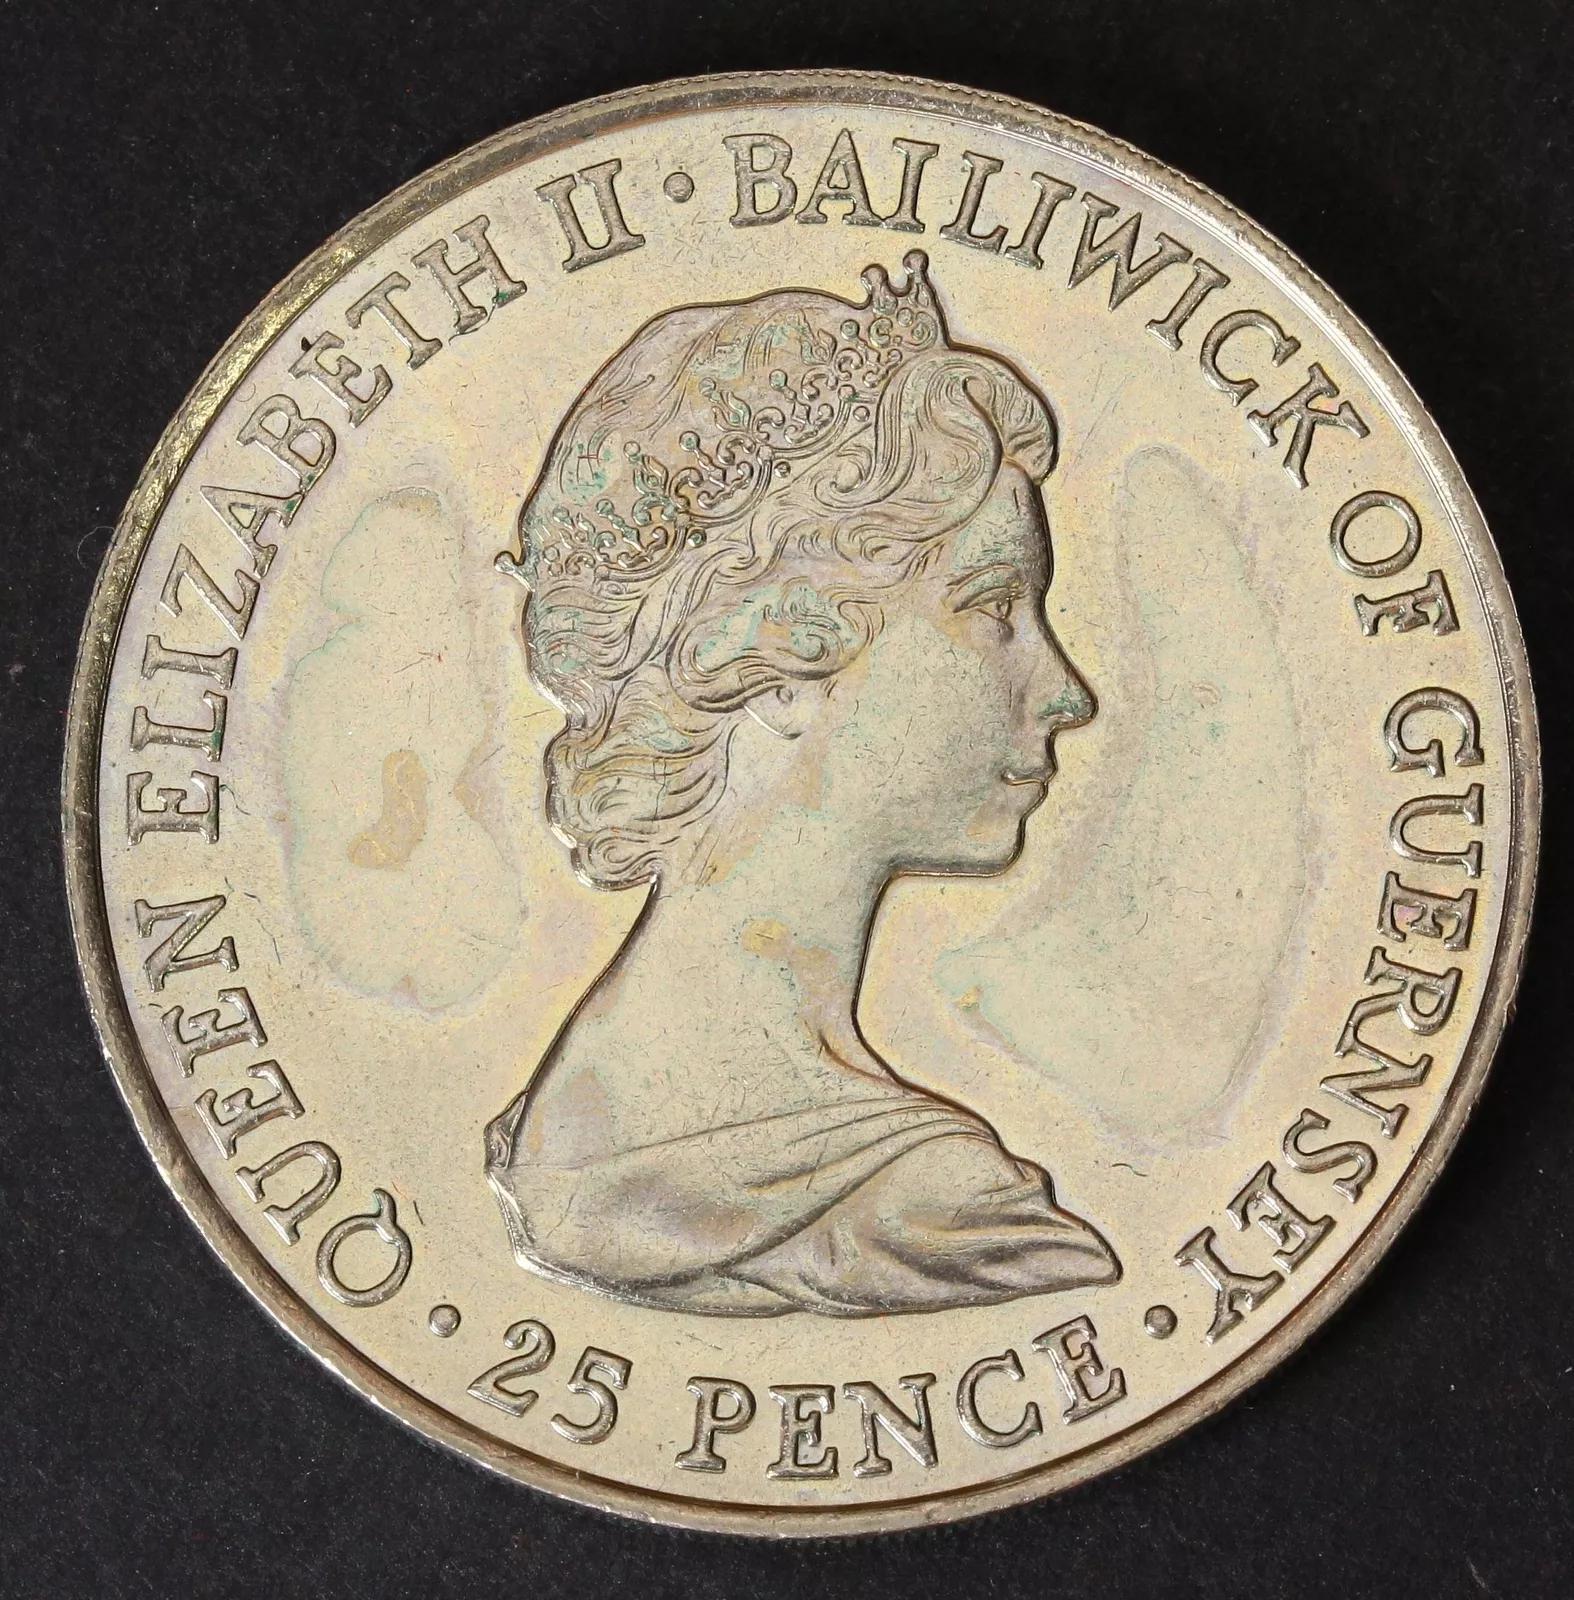 QUEEN ELIZABETH II · BAILIWICK OF GUERNSEY ·
25 PENCE ·